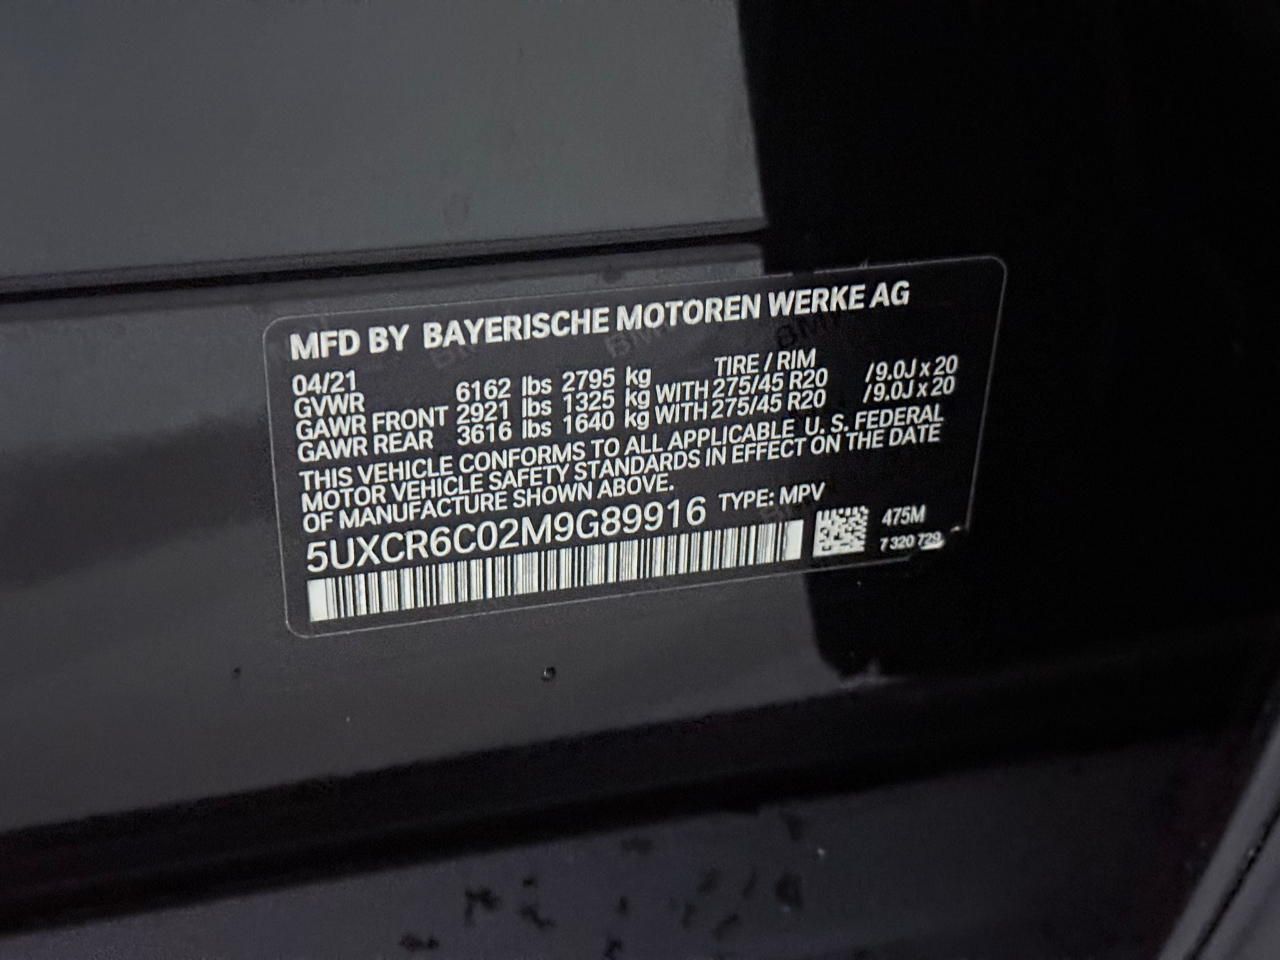 MFD BY BAYERISCHE MOTOREN WERKE AG
04/21 TIRE / RIM
GVWR 6162 lbs 2795 kg
GAWR FRONT 2921 lbs 1325 kg WITH 275/45 R20 /9.0J x 20
GAWR REAR 3616 lbs 1640 kg WITH 275/45 R20 /9.0J x 20
THIS VEHICLE CONFORMS TO ALL APPLICABLE U. S. FEDERAL
MOTOR VEHICLE SAFETY STANDARDS IN EFFECT ON THE DATE
OF MANUFACTURE SHOWN ABOVE.
5UXCR6C02M9G89916 TYPE: MPV
475M
7 320 729